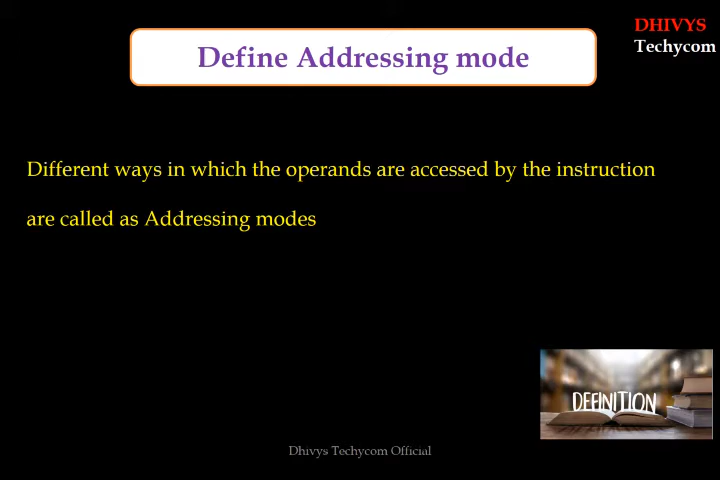 DHIVYS
Techycom
Define Addressing mode
Different ways in which the operands are accessed by the instruction
are called as Addressing modes
DEFINITION
Dhivys Techycom Official